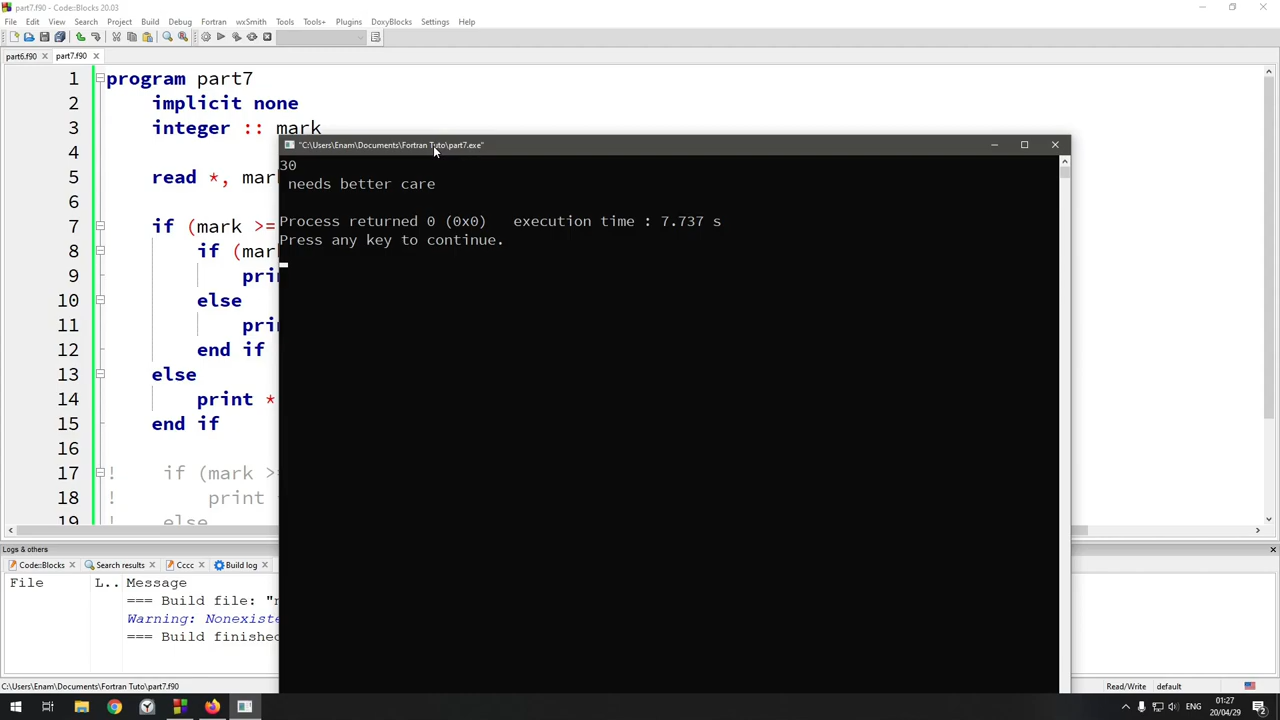 part7.f90 - Code::Blocks 20.03
File Edit View Search Project Build Debug Fortran wxSmith Tools Tools+ Plugins DoxyBlocks Settings Help
part6.f90 part7.f90
1 program part7
2 implicit none
3 integer :: mark
4
5 read *, mar
6
7 if (mark >=
8 if (mar
9 pri
10 else
11 pri
12 end if
13 else
14 print *
15 end if
16
17 ! if (mark >=
18 ! print
19 ! else
"C:\Users\Enam\Documents\Fortran Tuto\part7.exe"
30
needs better care
Process returned 0 (0x0) execution time : 7.737 s
Press any key to continue.
Logs & others
Code::Blocks Search results Cccc Build log
File L.. Message
=== Build file: "n
Warning: Nonexiste
=== Build finished
C:\Users\Enam\Documents\Fortran Tuto\part7.f90 Read/Write default
ENG 01:27
20/04/29 2